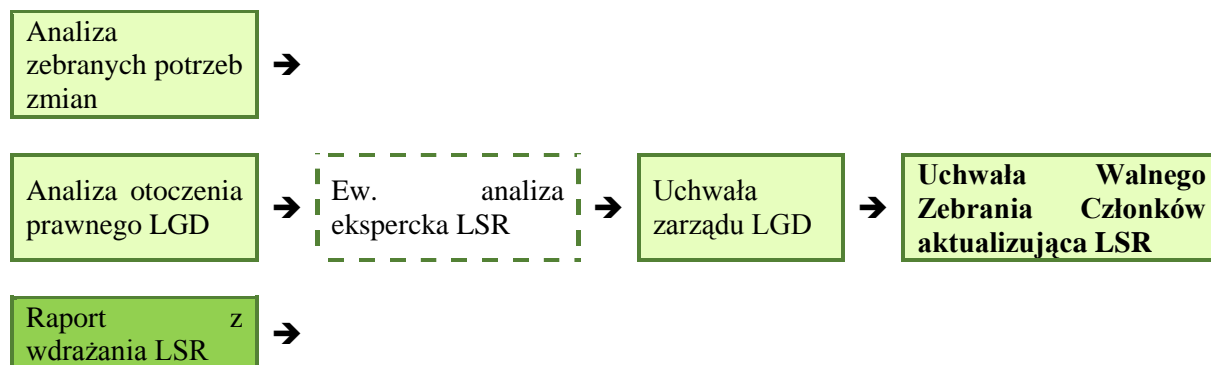 Analiza
zebranych potrzeb
zmian
➔
Analiza otoczenia
prawnego LGD
➔
Ew. analiza
ekspercka LSR
➔
Uchwała
zarządu LGD
➔
Uchwała Walnego
Zebrania Członków
aktualizująca LSR
Raport z
wdrażania LSR
➔